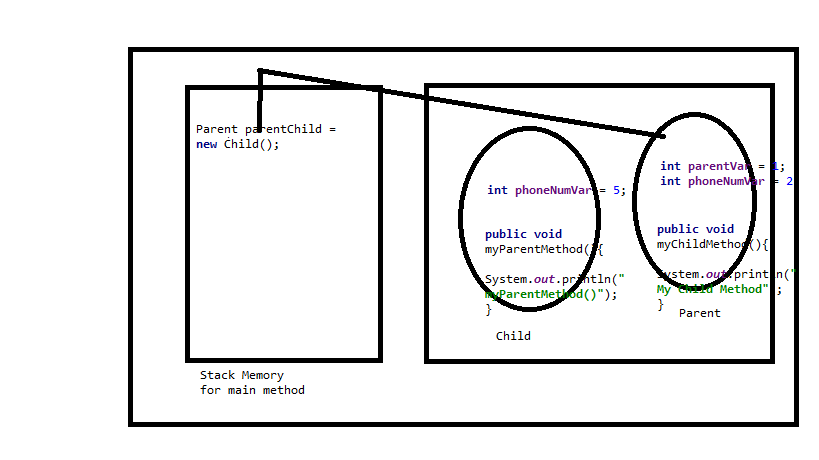 Parent parentChild =
new Child();
Stack Memory
for main method
int phoneNumVar = 5;
public void
myParentMethod(){
System.out.println("
myParentMethod()");
}
Child
int parentVar = 1;
int phoneNumVar = 2
public void
myChildMethod(){
System.out.println("
My Child Method" ;
}
Parent